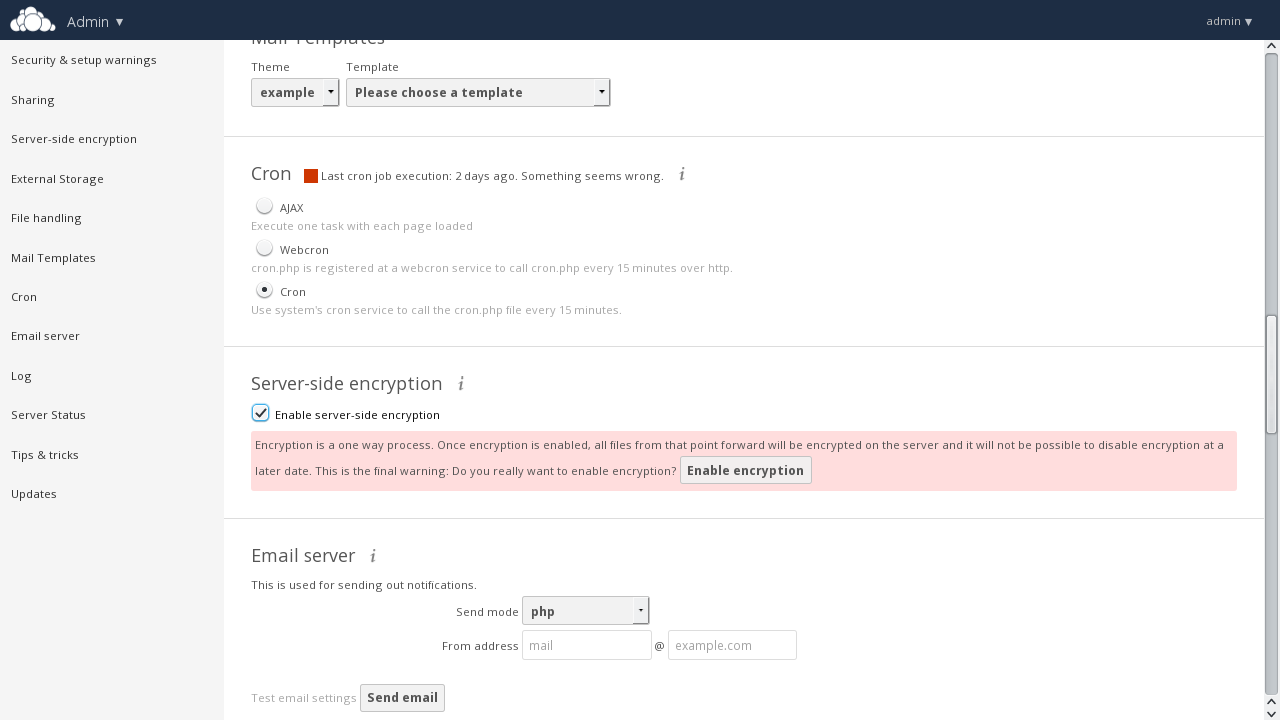 Admin ▼
admin ▼
Security & setup warnings
Sharing
Server-side encryption
External Storage
File handling
Mail Templates
Cron
Email server
Log
Server Status
Tips & tricks
Updates
Mail Templates
Theme Template
example Please choose a template
Cron Last cron job execution: 2 days ago. Something seems wrong. i
AJAX
Execute one task with each page loaded
Webcron
cron.php is registered at a webcron service to call cron.php every 15 minutes over http.
Cron
Use system's cron service to call the cron.php file every 15 minutes.
Server-side encryption i
Enable server-side encryption
Encryption is a one way process. Once encryption is enabled, all files from that point forward will be encrypted on the server and it will not be possible to disable encryption at a
later date. This is the final warning: Do you really want to enable encryption? Enable encryption
Email server i
This is used for sending out notifications.
Send mode php
From address mail @ example.com
Test email settings Send email